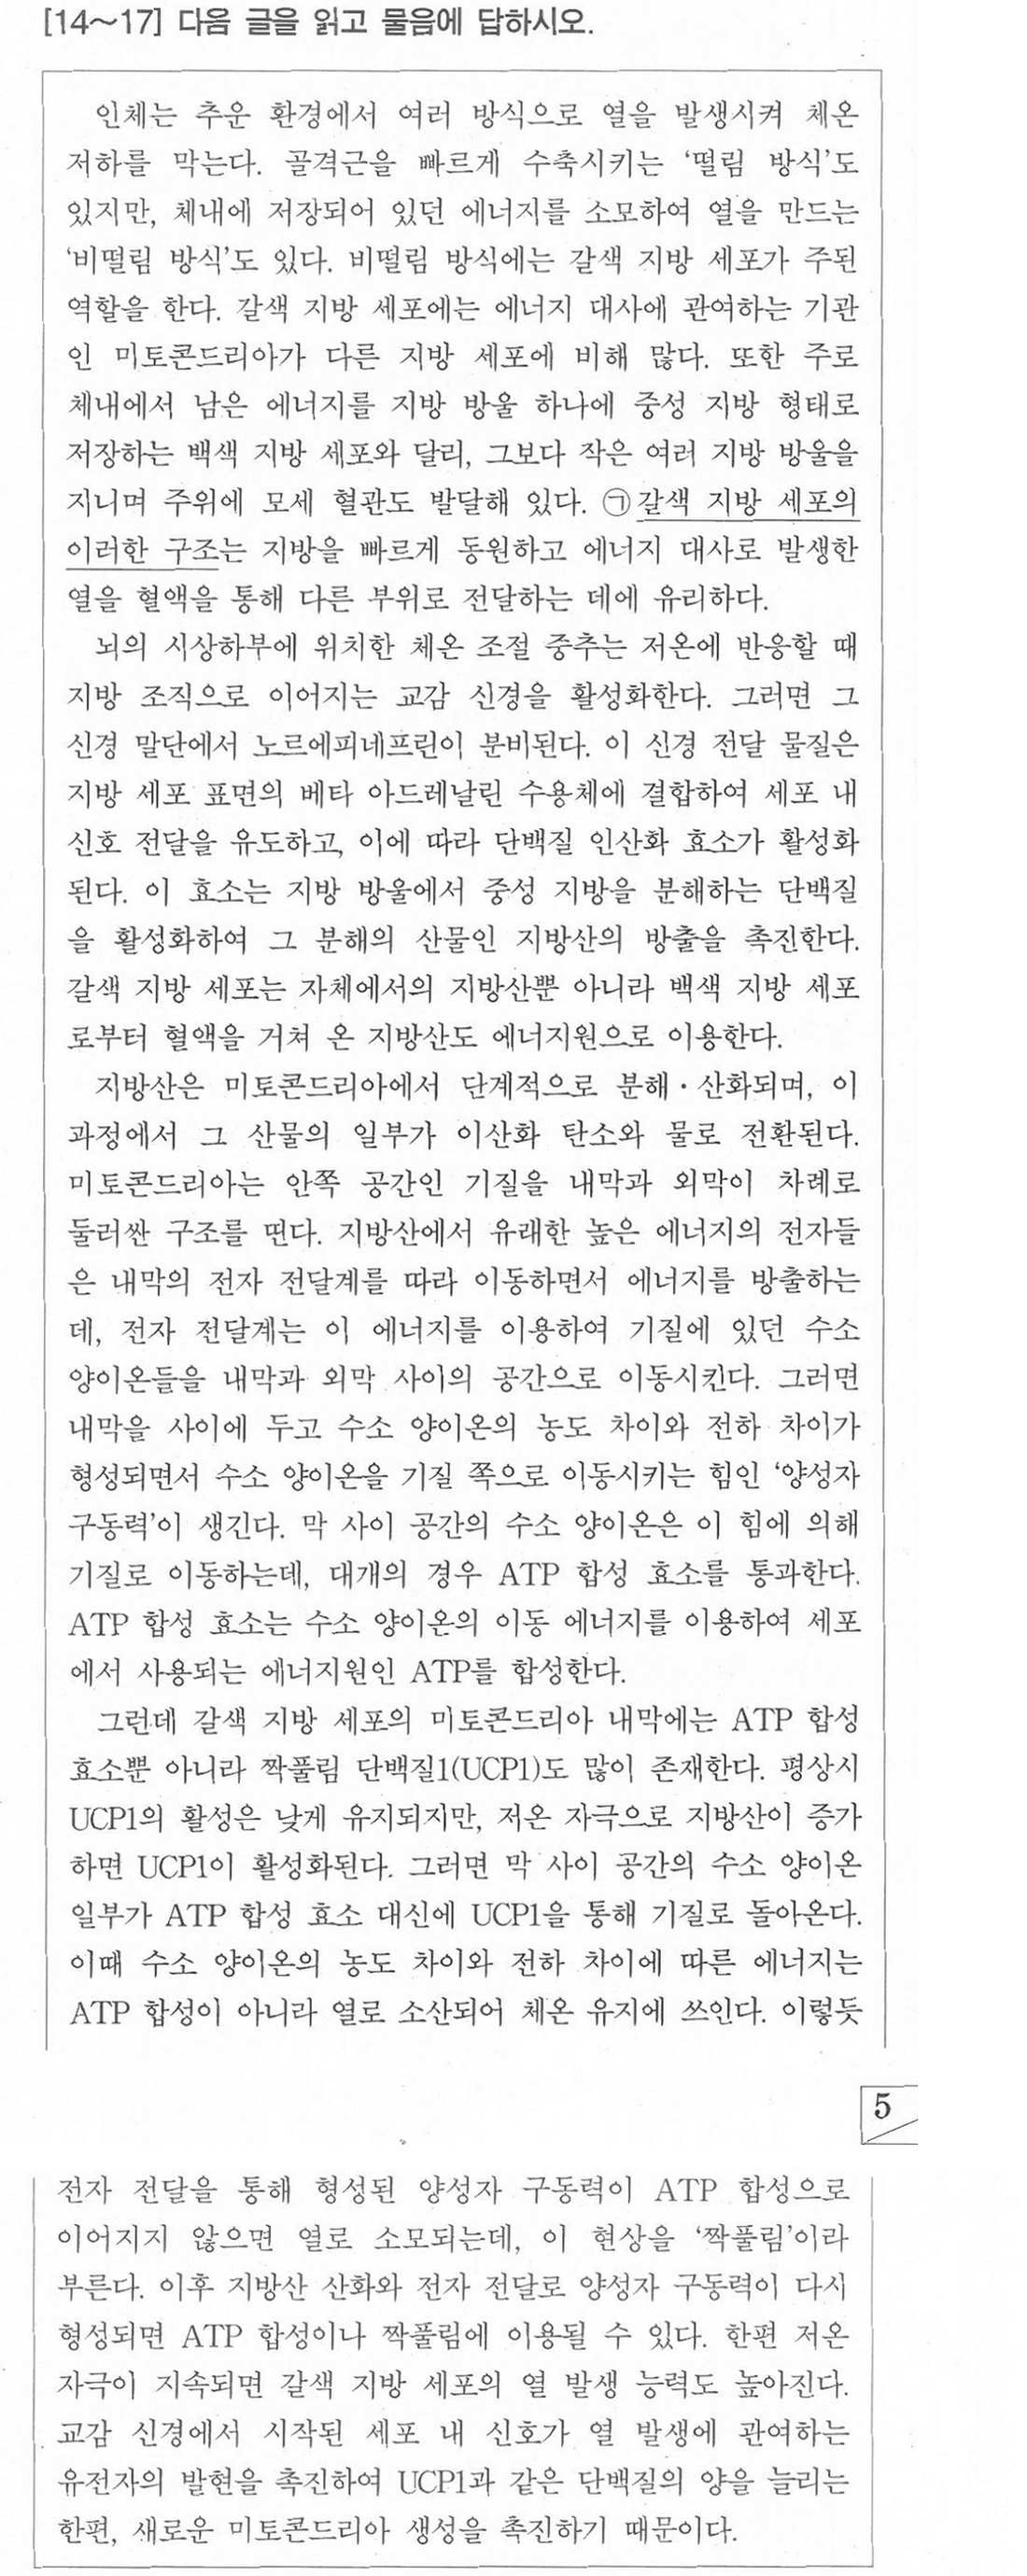 [14~17] 다음 글을 읽고 물음에 답하시오.
인체는 추운 환경에서 여러 방식으로 열을 발생시켜 체온
저하를 막는다. 골격근을 빠르게 수축시키는 ‘떨림 방식’도
있지만, 체내에 저장되어 있던 에너지를 소모하여 열을 만드는
‘비떨림 방식’도 있다. 비떨림 방식에는 갈색 지방 세포가 주된
역할을 한다. 갈색 지방 세포에는 에너지 대사에 관여하는 기관
인 미토콘드리아가 다른 지방 세포에 비해 많다. 또한 주로
체내에서 남은 에너지를 지방 방울 하나에 중성 지방 형태로
저장하는 백색 지방 세포와 달리, 그보다 작은 여러 지방 방울을
지니며 주위에 모세 혈관도 발달해 있다. ㉠갈색 지방 세포의
이러한 구조는 지방을 빠르게 동원하고 에너지 대사로 발생한
열을 혈액을 통해 다른 부위로 전달하는 데에 유리하다.
뇌의 시상하부에 위치한 체온 조절 중추는 저온에 반응할 때
지방 조직으로 이어지는 교감 신경을 활성화한다. 그러면 그
신경 말단에서 노르에피네프린이 분비된다. 이 신경 전달 물질은
지방 세포 표면의 베타 아드레날린 수용체에 결합하여 세포 내
신호 전달을 유도하고, 이에 따라 단백질 인산화 효소가 활성화
된다. 이 효소는 지방 방울에서 중성 지방을 분해하는 단백질
을 활성화하여 그 분해의 산물인 지방산의 방출을 촉진한다.
갈색 지방 세포는 자체에서의 지방산뿐 아니라 백색 지방 세포
로부터 혈액을 거쳐 온 지방산도 에너지원으로 이용한다.
지방산은 미토콘드리아에서 단계적으로 분해·산화되며, 이
과정에서 그 산물의 일부가 이산화 탄소와 물로 전환된다.
미토콘드리아는 안쪽 공간인 기질을 내막과 외막이 차례로
둘러싼 구조를 띤다. 지방산에서 유래한 높은 에너지의 전자들
은 내막의 전자 전달계를 따라 이동하면서 에너지를 방출하는
데, 전자 전달계는 이 에너지를 이용하여 기질에 있던 수소
양이온들을 내막과 외막 사이의 공간으로 이동시킨다. 그러면
내막을 사이에 두고 수소 양이온의 농도 차이와 전하 차이가
형성되면서 수소 양이온을 기질 쪽으로 이동시키는 힘인 ‘양성자
구동력’이 생긴다. 막 사이 공간의 수소 양이온은 이 힘에 의해
기질로 이동하는데, 대개의 경우 ATP 합성 효소를 통과한다.
ATP 합성 효소는 수소 양이온의 이동 에너지를 이용하여 세포
에서 사용되는 에너지원인 ATP를 합성한다.
그런데 갈색 지방 세포의 미토콘드리아 내막에는 ATP 합성
효소뿐 아니라 짝풀림 단백질1(UCP1)도 많이 존재한다. 평상시
UCP1의 활성은 낮게 유지되지만, 저온 자극으로 지방산이 증가
하면 UCP1이 활성화된다. 그러면 막 사이 공간의 수소 양이온
일부가 ATP 합성 효소 대신에 UCP1을 통해 기질로 돌아온다.
이때 수소 양이온의 농도 차이와 전하 차이에 따른 에너지는
ATP 합성이 아니라 열로 소산되어 체온 유지에 쓰인다. 이렇듯
5
전자 전달을 통해 형성된 양성자 구동력이 ATP 합성으로
이어지지 않으면 열로 소모되는데, 이 현상을 ‘짝풀림’이라
부른다. 이후 지방산 산화와 전자 전달로 양성자 구동력이 다시
형성되면 ATP 합성이나 짝풀림에 이용될 수 있다. 한편 저온
자극이 지속되면 갈색 지방 세포의 열 발생 능력도 높아진다.
교감 신경에서 시작된 세포 내 신호가 열 발생에 관여하는
유전자의 발현을 촉진하여 UCP1과 같은 단백질의 양을 늘리는
한편, 새로운 미토콘드리아 생성을 촉진하기 때문이다.